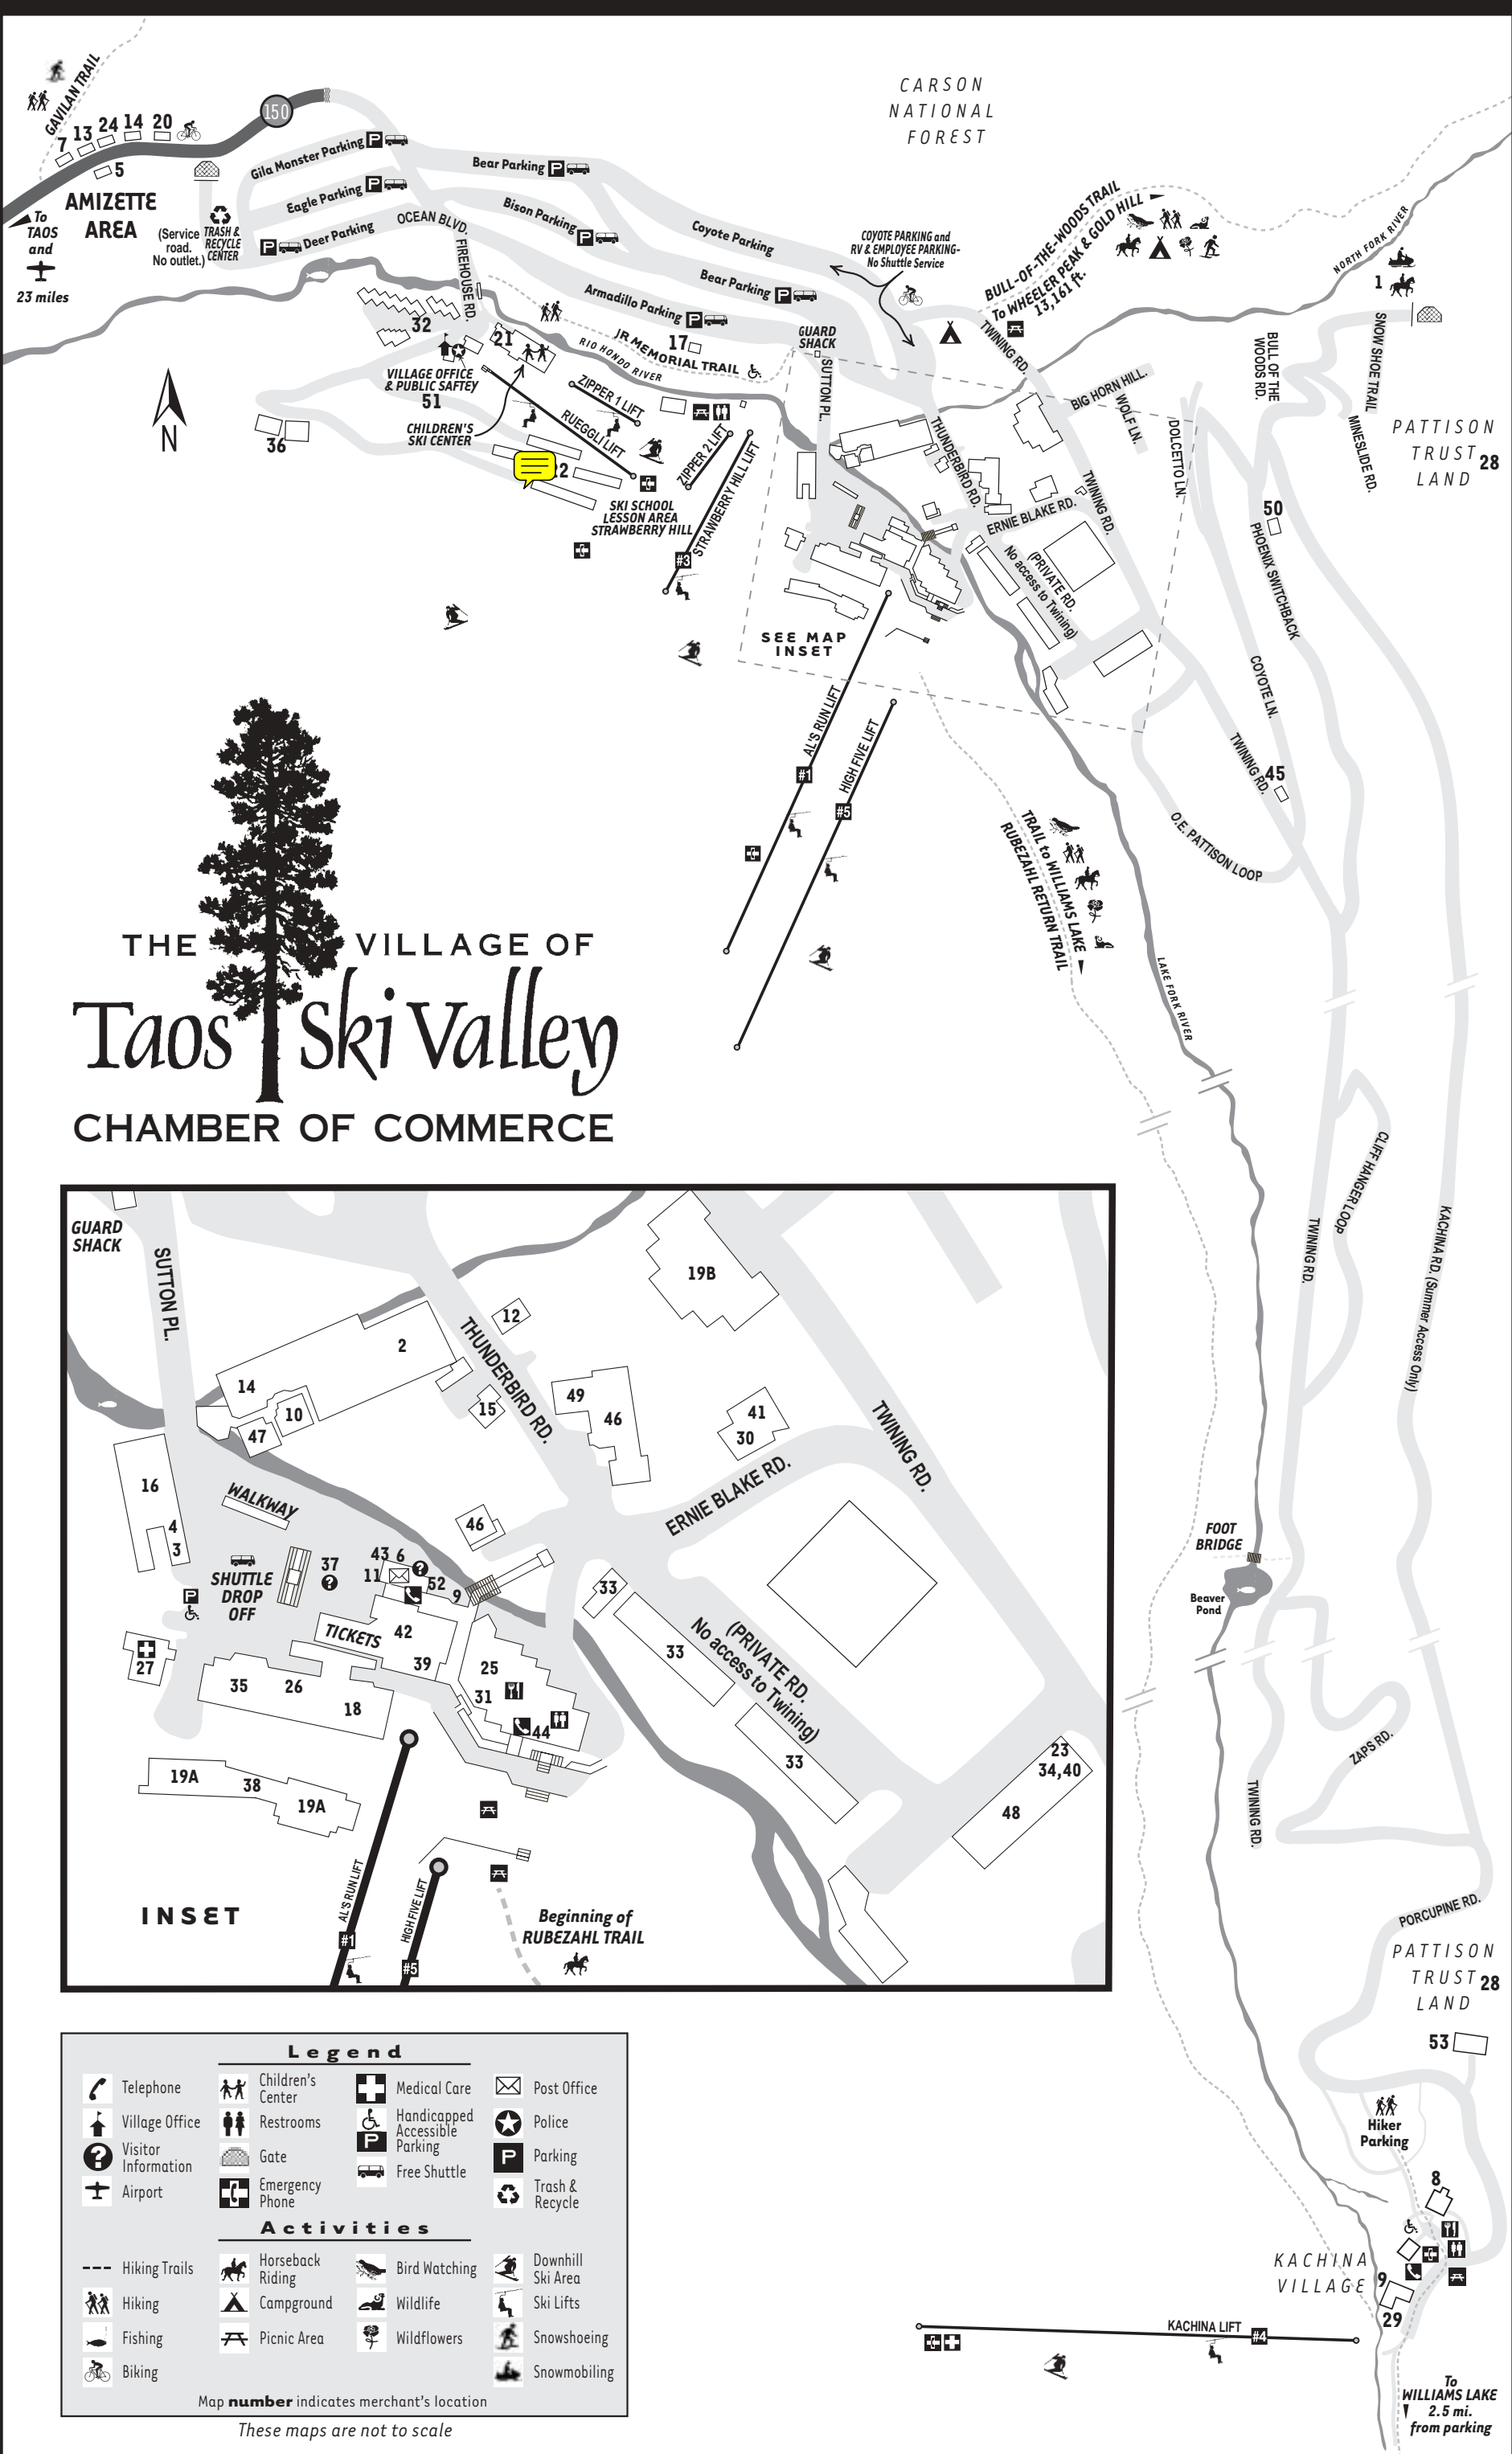 CARSON
NATIONAL
FOREST
GAVILAN TRAIL
7
13
24
14
20
5
150
AMIZETTE
AREA
To
TAOS
and
23 miles
(Service
road.
No outlet.)
TRASH &
RECYCLE
CENTER
Gila Monster Parking P
Eagle Parking P
P Deer Parking
OCEAN BLVD.
FIREHOUSE RD.
Bear Parking P
Bison Parking P
Coyote Parking
Bear Parking P
Armadillo Parking P
COYOTE PARKING and
RV & EMPLOYEE PARKING-
No Shuttle Service
BULL-OF-THE-WOODS TRAIL
To WHEELER PEAK & GOLD HILL
13,161 ft.
NORTH FORK RIVER
1
32
21
17
JR MEMORIAL TRAIL
RIO HONDO RIVER
GUARD
SHACK
SUTTON PL.
TWINING RD.
BIG HORN HILL.
WOLF LN.
DOLCETTO LN.
BULL OF THE
WOODS RD.
SNOW SHOE TRAIL
MINESLIDE RD.
PATTISON
TRUST 28
LAND
VILLAGE OFFICE
& PUBLIC SAFTEY
51
CHILDREN'S
SKI CENTER
ZIPPER 1 LIFT
RUEGGLI LIFT
ZIPPER 2 LIFT
STRAWBERRY HILL LIFT
#3
36
22
SKI SCHOOL
LESSON AREA
STRAWBERRY HILL
N
THUNDERBIRD RD.
ERNIE BLAKE RD.
TWINING RD.
(PRIVATE RD.
No access to Twining)
50
PHOENIX SWITCHBACK
COYOTE LN.
TWINING RD.
45
O.E. PATTISON LOOP
SEE MAP
INSET
AL'S RUN LIFT
#1
HIGH FIVE LIFT
#5
TRAIL to WILLIAMS LAKE
RUBEZAHL RETURN TRAIL
LAKE FORK RIVER
THE VILLAGE OF
Taos Ski Valley
CHAMBER OF COMMERCE
CLIFF HANGER LOOP
TWINING RD.
KACHINA RD. (Summer Access Only)
FOOT
BRIDGE
Beaver
Pond
ZAPS RD.
TWINING RD.
PORCUPINE RD.
PATTISON
TRUST 28
LAND
53
Hiker
Parking
8
KACHINA
VILLAGE
9
29
KACHINA LIFT
#4
To
WILLIAMS LAKE
2.5 mi.
from parking
GUARD
SHACK
SUTTON PL.
19B
12
2
THUNDERBIRD RD.
14
10
15
47
49
46
41
30
TWINING RD.
16
WALKWAY
ERNIE BLAKE RD.
46
4
3
SHUTTLE
DROP
OFF
P
37
?
43
6
?
11
52
9
33
TICKETS
42
39
27
35
26
18
25
31
44
33
(PRIVATE RD.
No access to Twining)
33
23
34,40
48
19A
38
19A
AL'S RUN LIFT
#1
HIGH FIVE LIFT
#5
INSET
Beginning of
RUBEZAHL TRAIL
Legend
Telephone
Children's
Center
Medical Care
Post Office
Village Office
Restrooms
Handicapped
Accessible
Parking
Police
? Visitor
Information
Gate
P Parking
Airport
Emergency
Phone
Free Shuttle
Trash &
Recycle
Activities
Hiking Trails
Horseback
Riding
Bird Watching
Downhill
Ski Area
Hiking
Campground
Wildlife
Ski Lifts
Fishing
Picnic Area
Wildflowers
Snowshoeing
Biking
Snowmobiling
Map number indicates merchant's location
These maps are not to scale